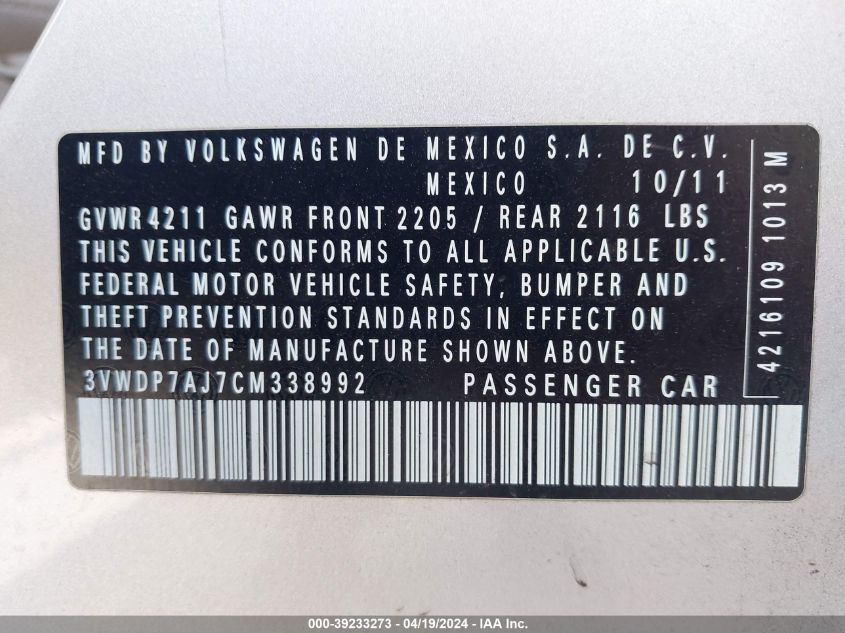 MFD BY VOLKSWAGEN DE MEXICO S.A. DE C.V.
MEXICO 10/11
GVWR 4211 GAWR FRONT 2205 / REAR 2116 LBS
THIS VEHICLE CONFORMS TO ALL APPLICABLE U.S.
FEDERAL MOTOR VEHICLE SAFETY, BUMPER AND
THEFT PREVENTION STANDARDS IN EFFECT ON
THE DATE OF MANUFACTURE SHOWN ABOVE.
3VWDP7AJ7CM338992 PASSENGER CAR
4216109 1013 M
000-39233273 - 04/19/2024 - IAA Inc.